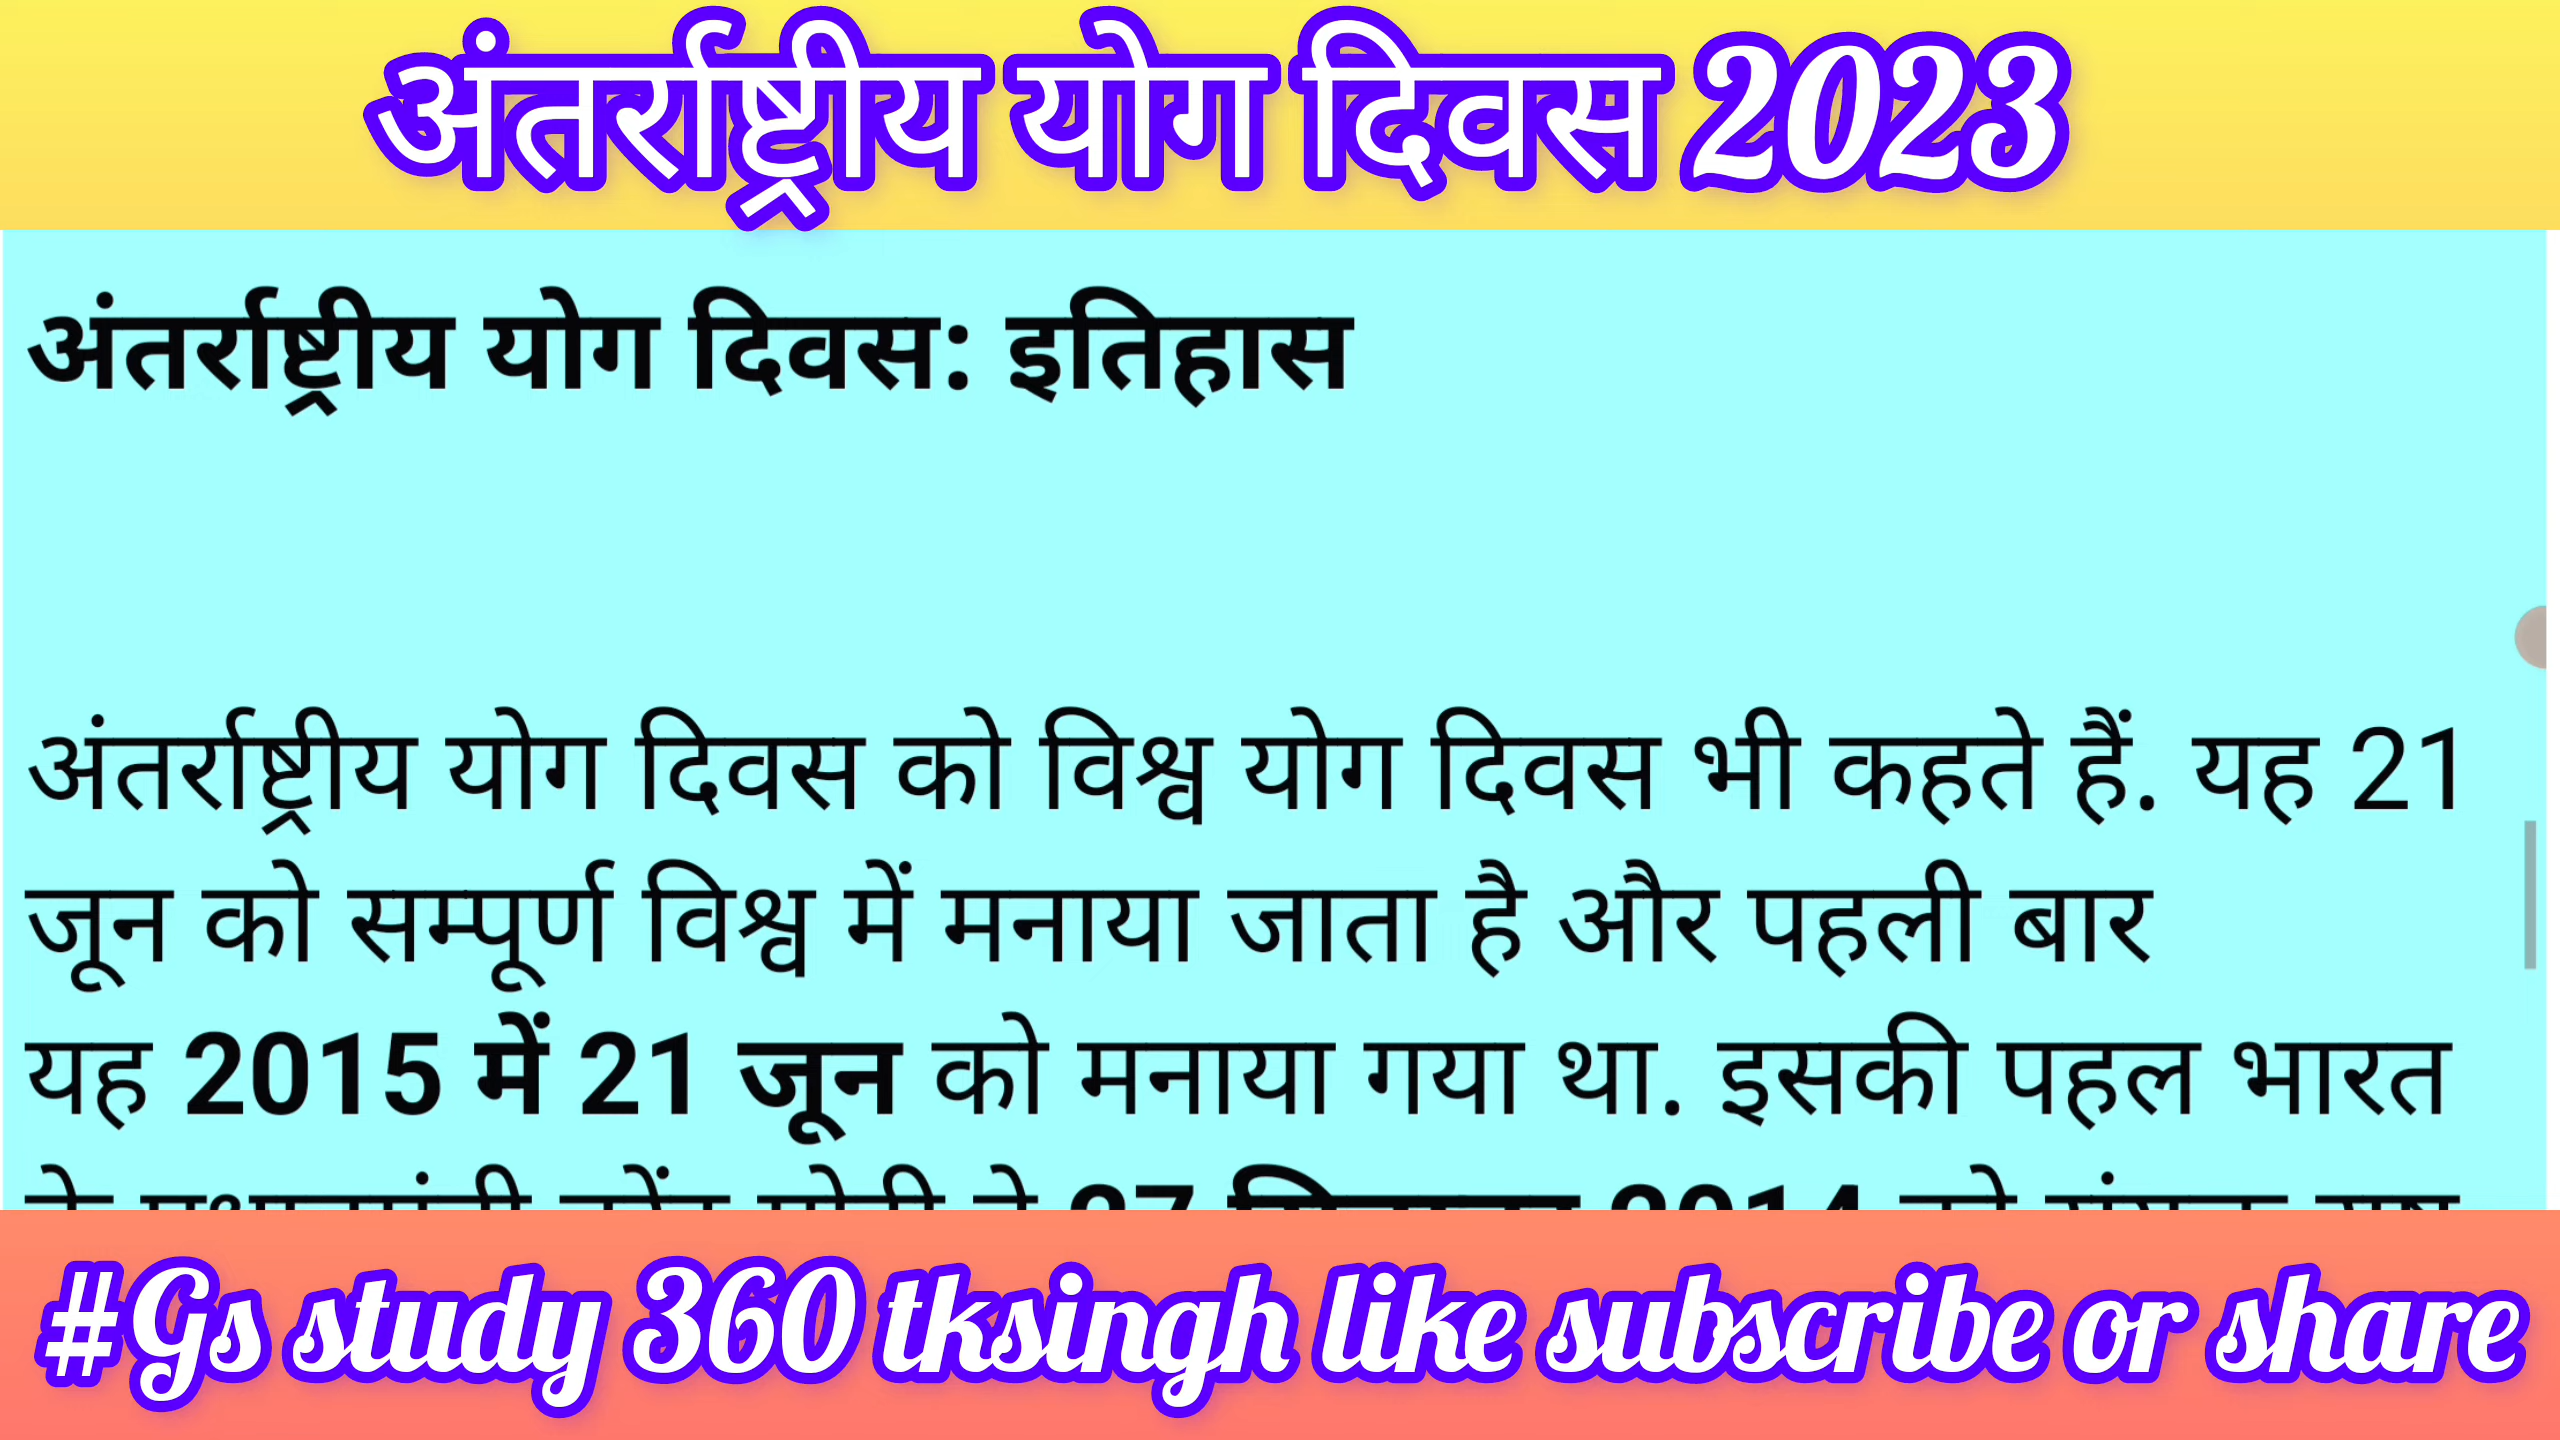 अंतर्राष्ट्रीय योग दिवस 2023
अंतर्राष्ट्रीय योग दिवस: इतिहास
अंतर्राष्ट्रीय योग दिवस को विश्व योग दिवस भी कहते हैं. यह 21
जून को सम्पूर्ण विश्व में मनाया जाता है और पहली बार
यह 2015 में 21 जून को मनाया गया था. इसकी पहल भारत
#Gs study 360 tksingh like subscribe or share